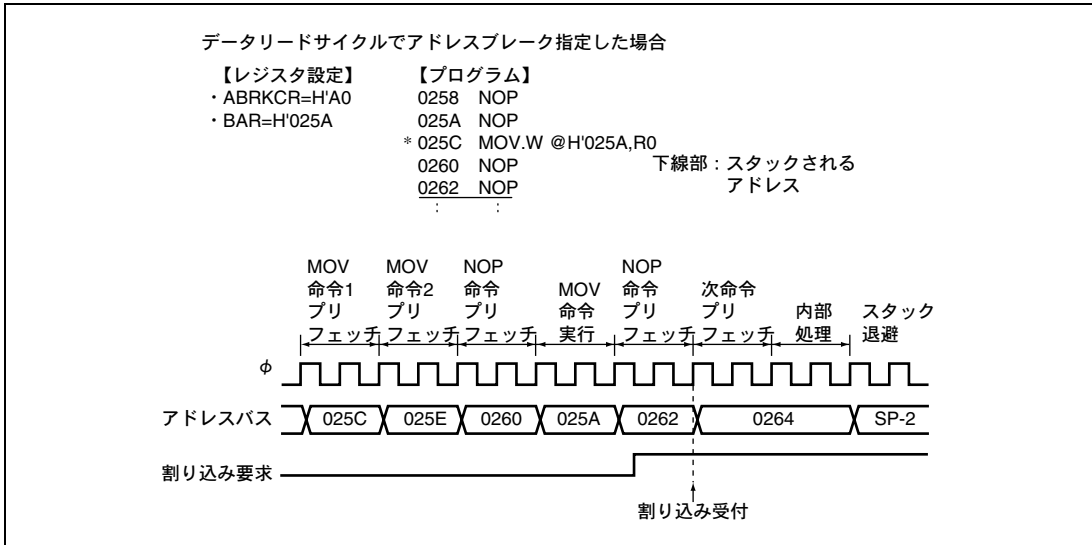 データリードサイクルでアドレスブレーク指定した場合
【レジスタ設定】 【プログラム】
・ABRKCR=H'A0 0258 NOP
・BAR=H'025A 025A NOP
* 025C MOV.W @H'025A,R0
0260 NOP 下線部：スタックされる
0262 NOP アドレス
: :
MOV MOV NOP NOP
命令1 命令2 命令 MOV 命令 次命令
プリ プリ プリ 命令 プリ プリ 内部 スタック
フェッチ フェッチ フェッチ 実行 フェッチ フェッチ 処理 退避
φ
アドレスバス 025C 025E 0260 025A 0262 0264 SP-2
割り込み要求
割り込み受付